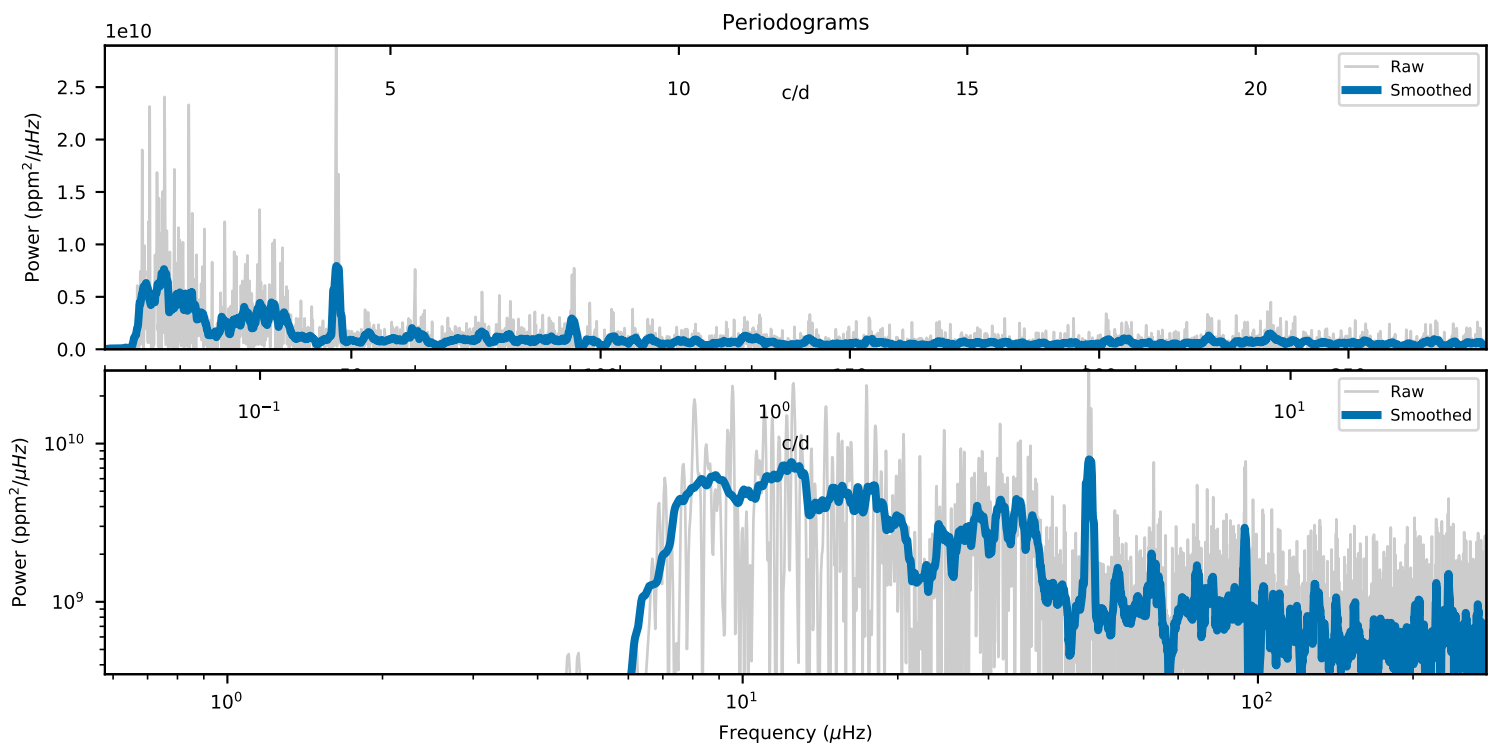 Periodograms
1e10
Power (ppm²/μHz)
2.5
2.0
1.5
1.0
0.5
0.0
5
10
15
20
c/d
Raw
Smoothed
Power (ppm²/μHz)
10¹⁰
10⁹
10⁻¹
10⁰
10¹
c/d
Raw
Smoothed
10⁰
10¹
10²
Frequency (μHz)